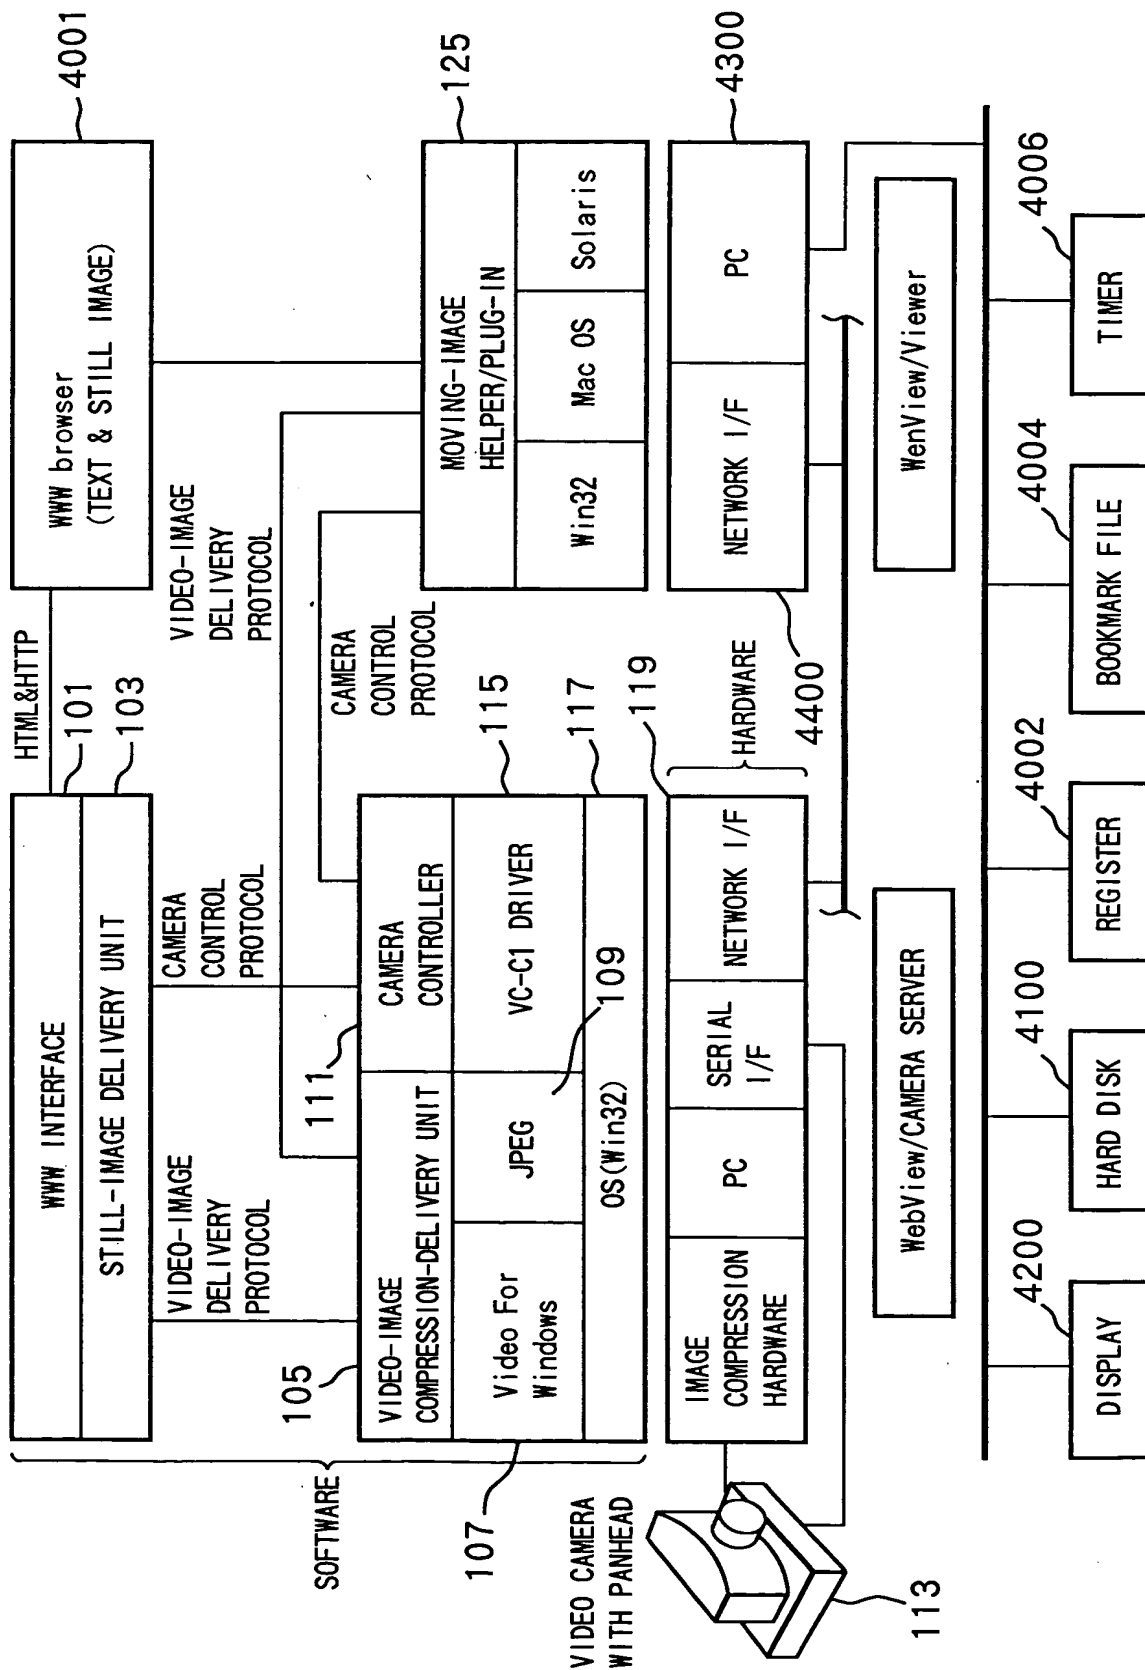 SOFTWARE
WWW INTERFACE
101
STILL-IMAGE DELIVERY UNIT
103
HTML&HTTP
WWW browser
(TEXT & STILL IMAGE)
4001
VIDEO-IMAGE
DELIVERY
PROTOCOL
CAMERA
CONTROL
PROTOCOL
VIDEO-IMAGE
DELIVERY
PROTOCOL
CAMERA
CONTROL
PROTOCOL
105
VIDEO-IMAGE
COMPRESSION-DELIVERY UNIT
111
CAMERA
CONTROLLER
107
Video For
Windows
JPEG
109
VC-C1 DRIVER
115
OS(Win32)
117
MOVING-IMAGE
HELPER/PLUG-IN
125
Win32
Mac OS
Solaris
VIDEO CAMERA
WITH PANHEAD
113
IMAGE
COMPRESSION
HARDWARE
PC
SERIAL
I/F
NETWORK I/F
119
HARDWARE
4400
NETWORK I/F
PC
4300
WebView/CAMERA SERVER
WenView/Viewer
4200
DISPLAY
4100
HARD DISK
4002
REGISTER
4004
BOOKMARK FILE
4006
TIMER